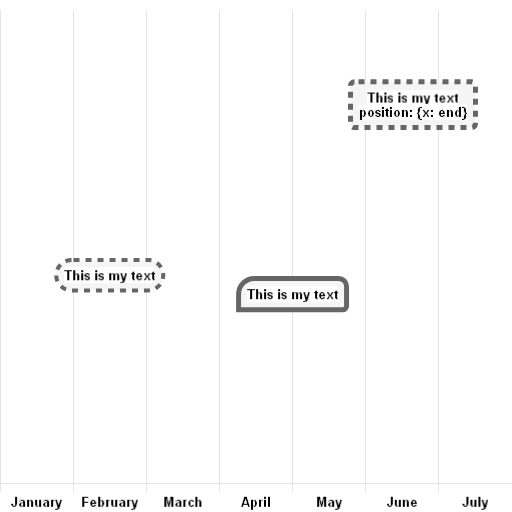 This is my text
position: {x: end}
This is my text
This is my text
January February March April May June July